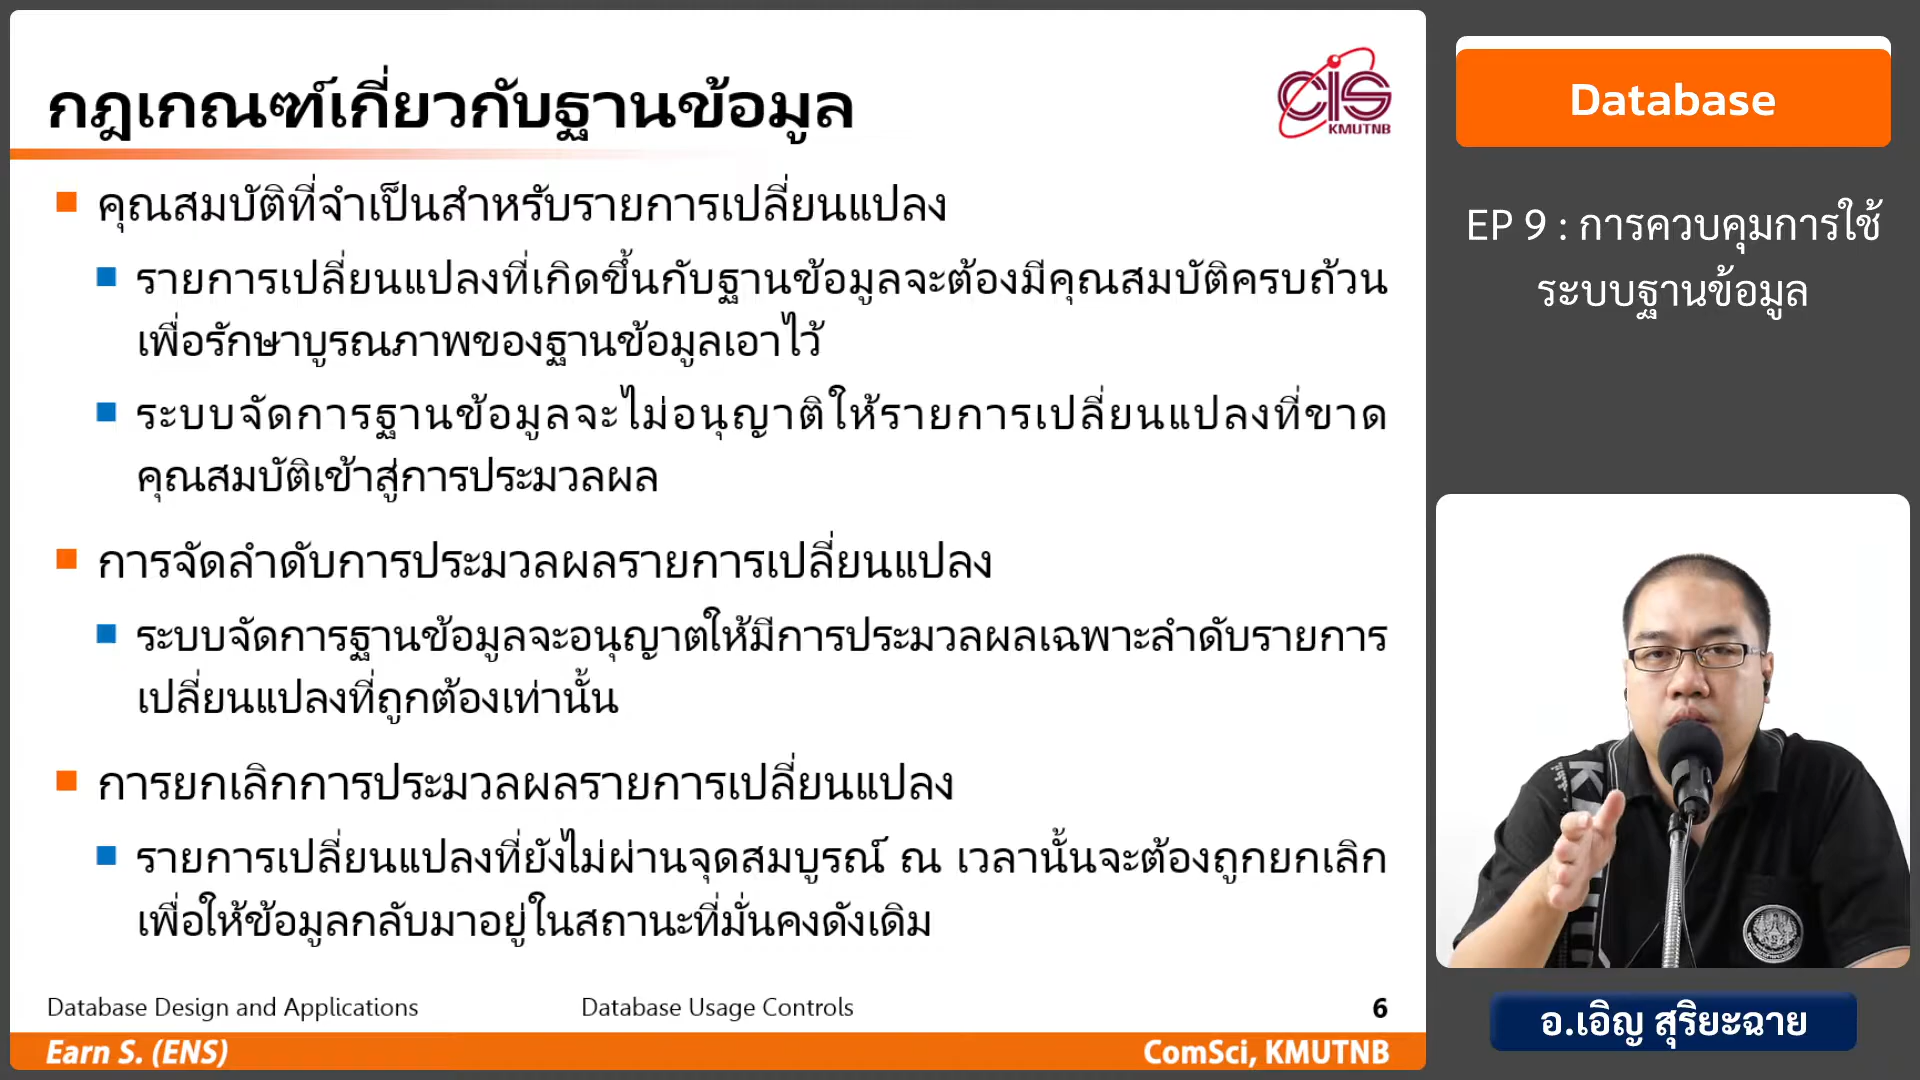 กฎเกณฑ์เกี่ยวกับฐานข้อมูล
CIS
KMUTNB
คุณสมบัติที่จำเป็นสำหรับรายการเปลี่ยนแปลง
รายการเปลี่ยนแปลงที่เกิดขึ้นกับฐานข้อมูลจะต้องมีคุณสมบัติครบถ้วน
เพื่อรักษาบูรณภาพของฐานข้อมูลเอาไว้
ระบบจัดการฐานข้อมูลจะไม่อนุญาติให้รายการเปลี่ยนแปลงที่ขาด
คุณสมบัติเข้าสู่การประมวลผล
การจัดลำดับการประมวลผลรายการเปลี่ยนแปลง
ระบบจัดการฐานข้อมูลจะอนุญาตให้มีการประมวลผลเฉพาะลำดับรายการ
เปลี่ยนแปลงที่ถูกต้องเท่านั้น
การยกเลิกการประมวลผลรายการเปลี่ยนแปลง
รายการเปลี่ยนแปลงที่ยังไม่ผ่านจุดสมบูรณ์ ณ เวลานั้นจะต้องถูกยกเลิก
เพื่อให้ข้อมูลกลับมาอยู่ในสถานะที่มั่นคงดังเดิม
Database Design and Applications
Database Usage Controls
6
Earn S. (ENS)
ComSci, KMUTNB
Database
EP 9 : การควบคุมการใช้
ระบบฐานข้อมูล
อ.เอิญ สุริยะฉาย